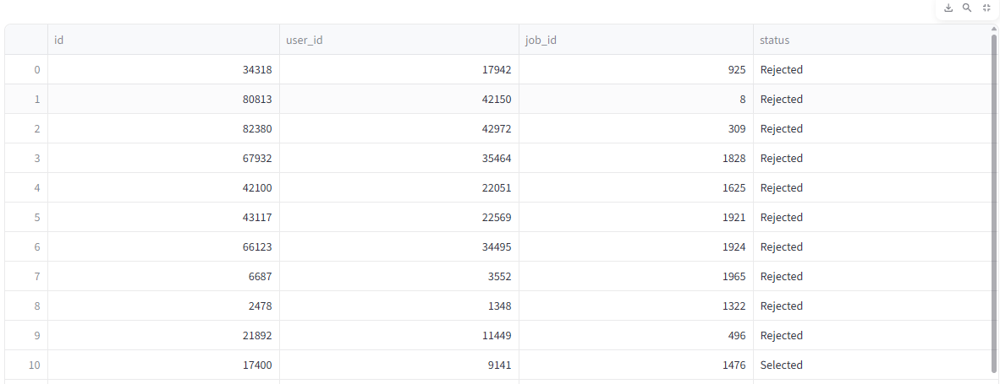 id user_id job_id status
0 34318 17942 925 Rejected
1 80813 42150 8 Rejected
2 82380 42972 309 Rejected
3 67932 35464 1828 Rejected
4 42100 22051 1625 Rejected
5 43117 22569 1921 Rejected
6 66123 34495 1924 Rejected
7 6687 3552 1965 Rejected
8 2478 1348 1322 Rejected
9 21892 11449 496 Rejected
10 17400 9141 1476 Selected